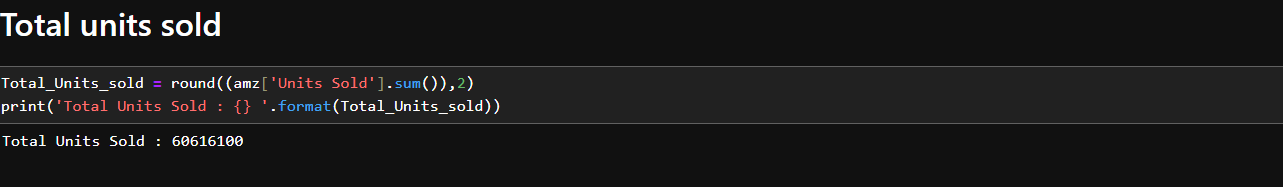 Total units sold
Total_Units_sold = round((amz['Units Sold'].sum()),2)
print('Total Units Sold : {} '.format(Total_Units_sold))
Total Units Sold : 60616100